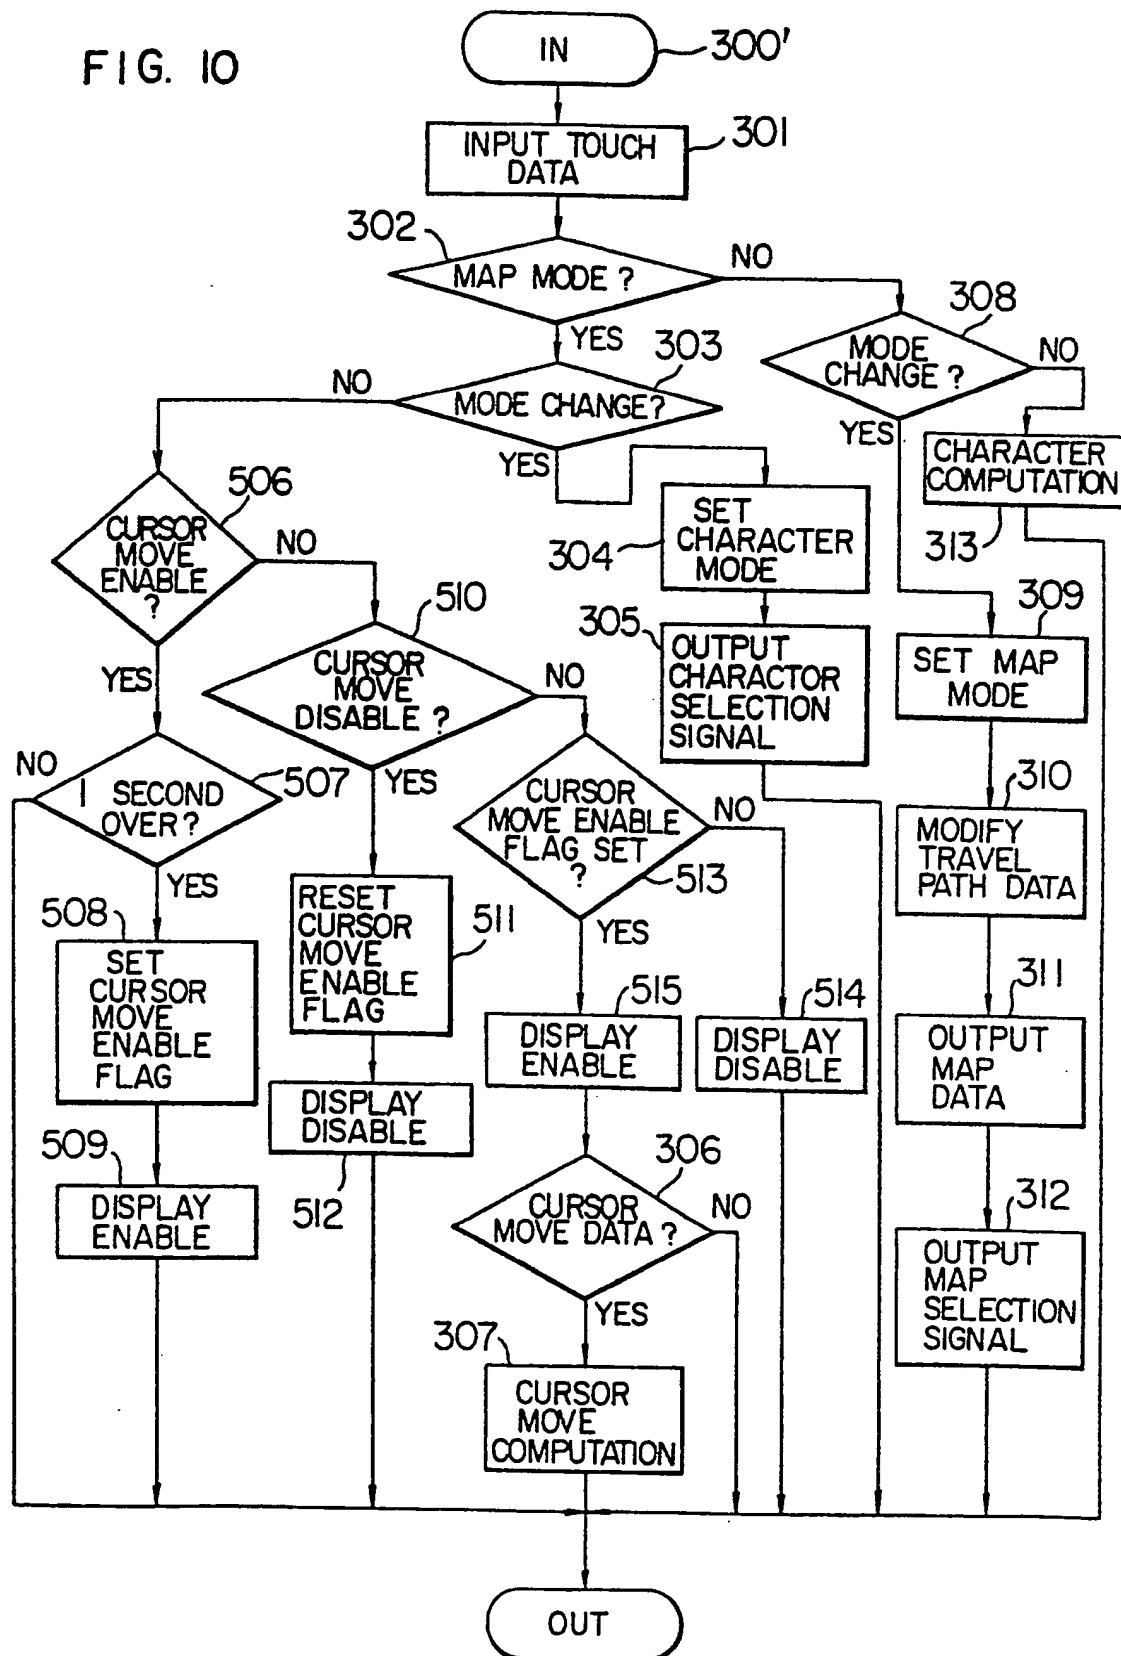 FIG. 10
IN
300'
INPUT TOUCH
DATA
301
302
MAP MODE ?
NO
YES
308
MODE
CHANGE ?
NO
YES
303
MODE CHANGE?
NO
YES
CHARACTER
COMPUTATION
313
506
CURSOR
MOVE
ENABLE
?
NO
YES
304
SET
CHARACTER
MODE
510
CURSOR
MOVE
DISABLE ?
NO
YES
305
OUTPUT
CHARACTOR
SELECTION
SIGNAL
309
SET MAP
MODE
NO
1 SECOND
OVER?
507
YES
CURSOR
MOVE ENABLE
FLAG SET
?
NO
513
YES
310
MODIFY
TRAVEL
PATH DATA
508
SET
CURSOR
MOVE
ENABLE
FLAG
RESET
CURSOR
MOVE
ENABLE
FLAG
511
515
DISPLAY
ENABLE
514
DISPLAY
DISABLE
311
OUTPUT
MAP
DATA
509
DISPLAY
ENABLE
DISPLAY
DISABLE
512
306
CURSOR
MOVE DATA ?
NO
YES
312
OUTPUT
MAP
SELECTION
SIGNAL
307
CURSOR
MOVE
COMPUTATION
OUT